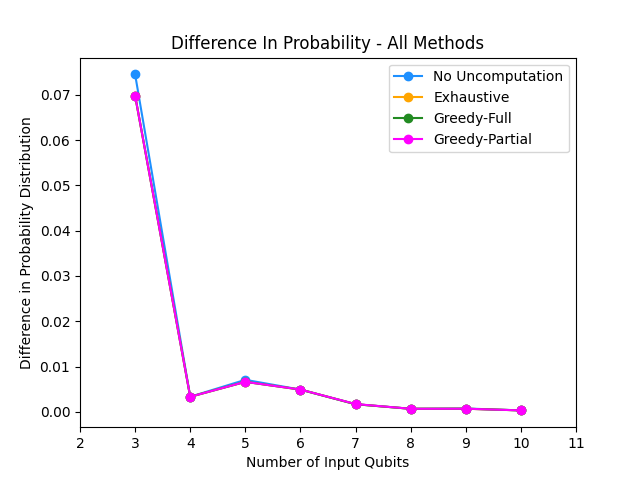 Difference In Probability - All Methods
No Uncomputation
Exhaustive
Greedy-Full
Greedy-Partial
Difference in Probability Distribution
0.07
0.06
0.05
0.04
0.03
0.02
0.01
0.00
2 3 4 5 6 7 8 9 10 11
Number of Input Qubits